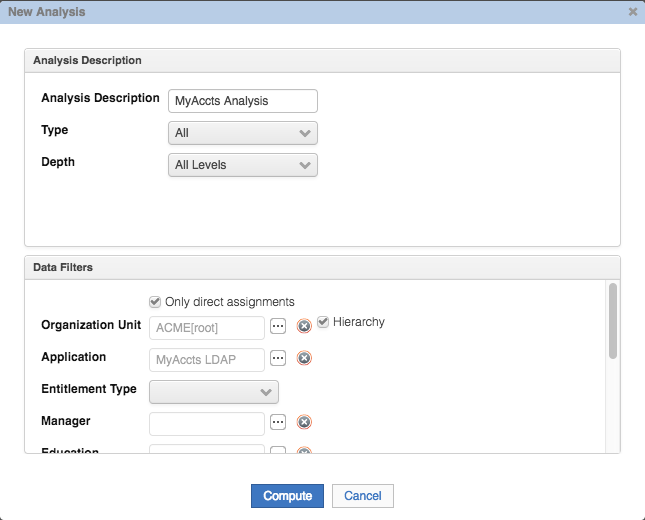 New Analysis
Analysis Description
Analysis Description MyAccts Analysis
Type All
Depth All Levels
Data Filters
Only direct assignments
Organization Unit ACME[root] ... Hierarchy
Application MyAccts LDAP ...
Entitlement Type
Manager ...
Education
Compute Cancel